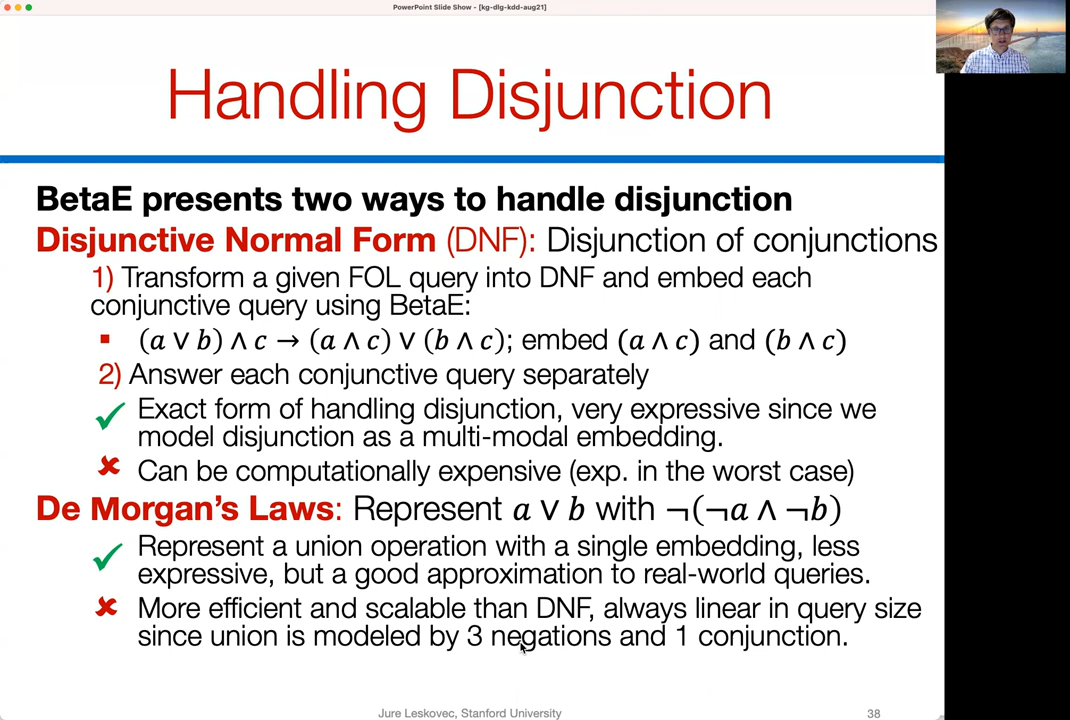 PowerPoint Slide Show - [kg-dlg-kdd-aug21]
Handling Disjunction
BetaE presents two ways to handle disjunction
Disjunctive Normal Form (DNF): Disjunction of conjunctions
1) Transform a given FOL query into DNF and embed each
conjunctive query using BetaE:
▪ (a ∨ b) ∧ c → (a ∧ c) ∨ (b ∧ c); embed (a ∧ c) and (b ∧ c)
2) Answer each conjunctive query separately
✓ Exact form of handling disjunction, very expressive since we
model disjunction as a multi-modal embedding.
✘ Can be computationally expensive (exp. in the worst case)
De Morgan’s Laws: Represent a ∨ b with ¬(¬a ∧ ¬b)
✓ Represent a union operation with a single embedding, less
expressive, but a good approximation to real-world queries.
✘ More efficient and scalable than DNF, always linear in query size
since union is modeled by 3 negations and 1 conjunction.
Jure Leskovec, Stanford University
38